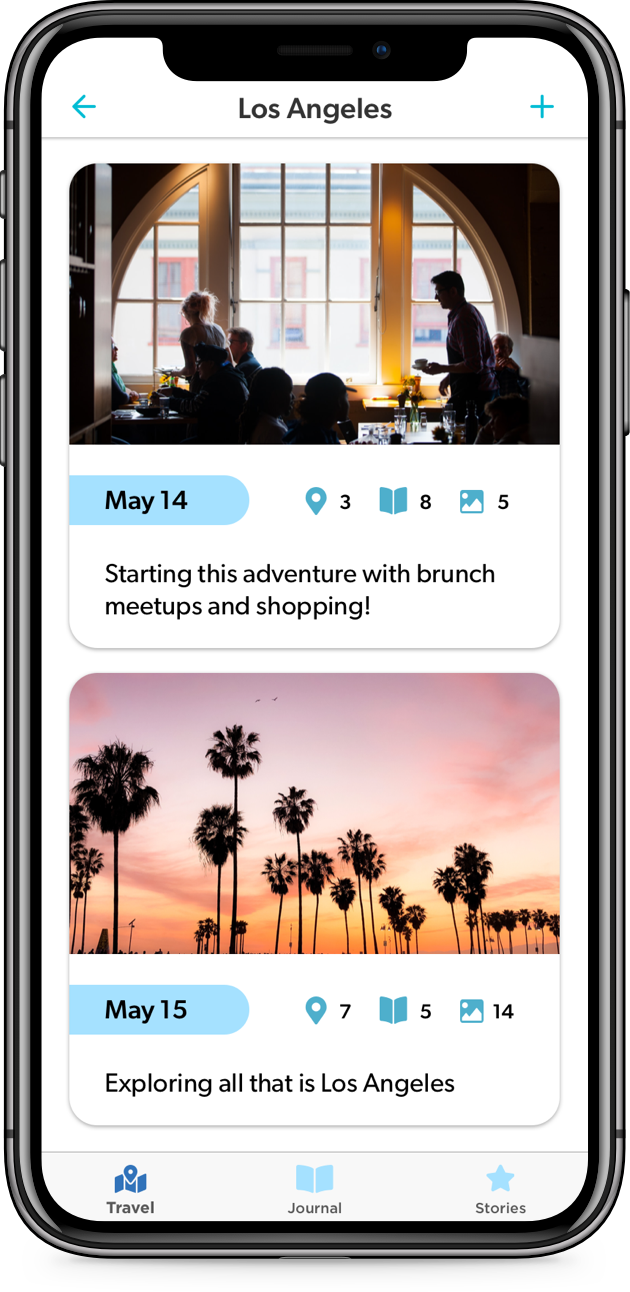 Los Angeles
May 14 3 8 5
Starting this adventure with brunch
meetups and shopping!
May 15 7 5 14
Exploring all that is Los Angeles
Travel Journal Stories